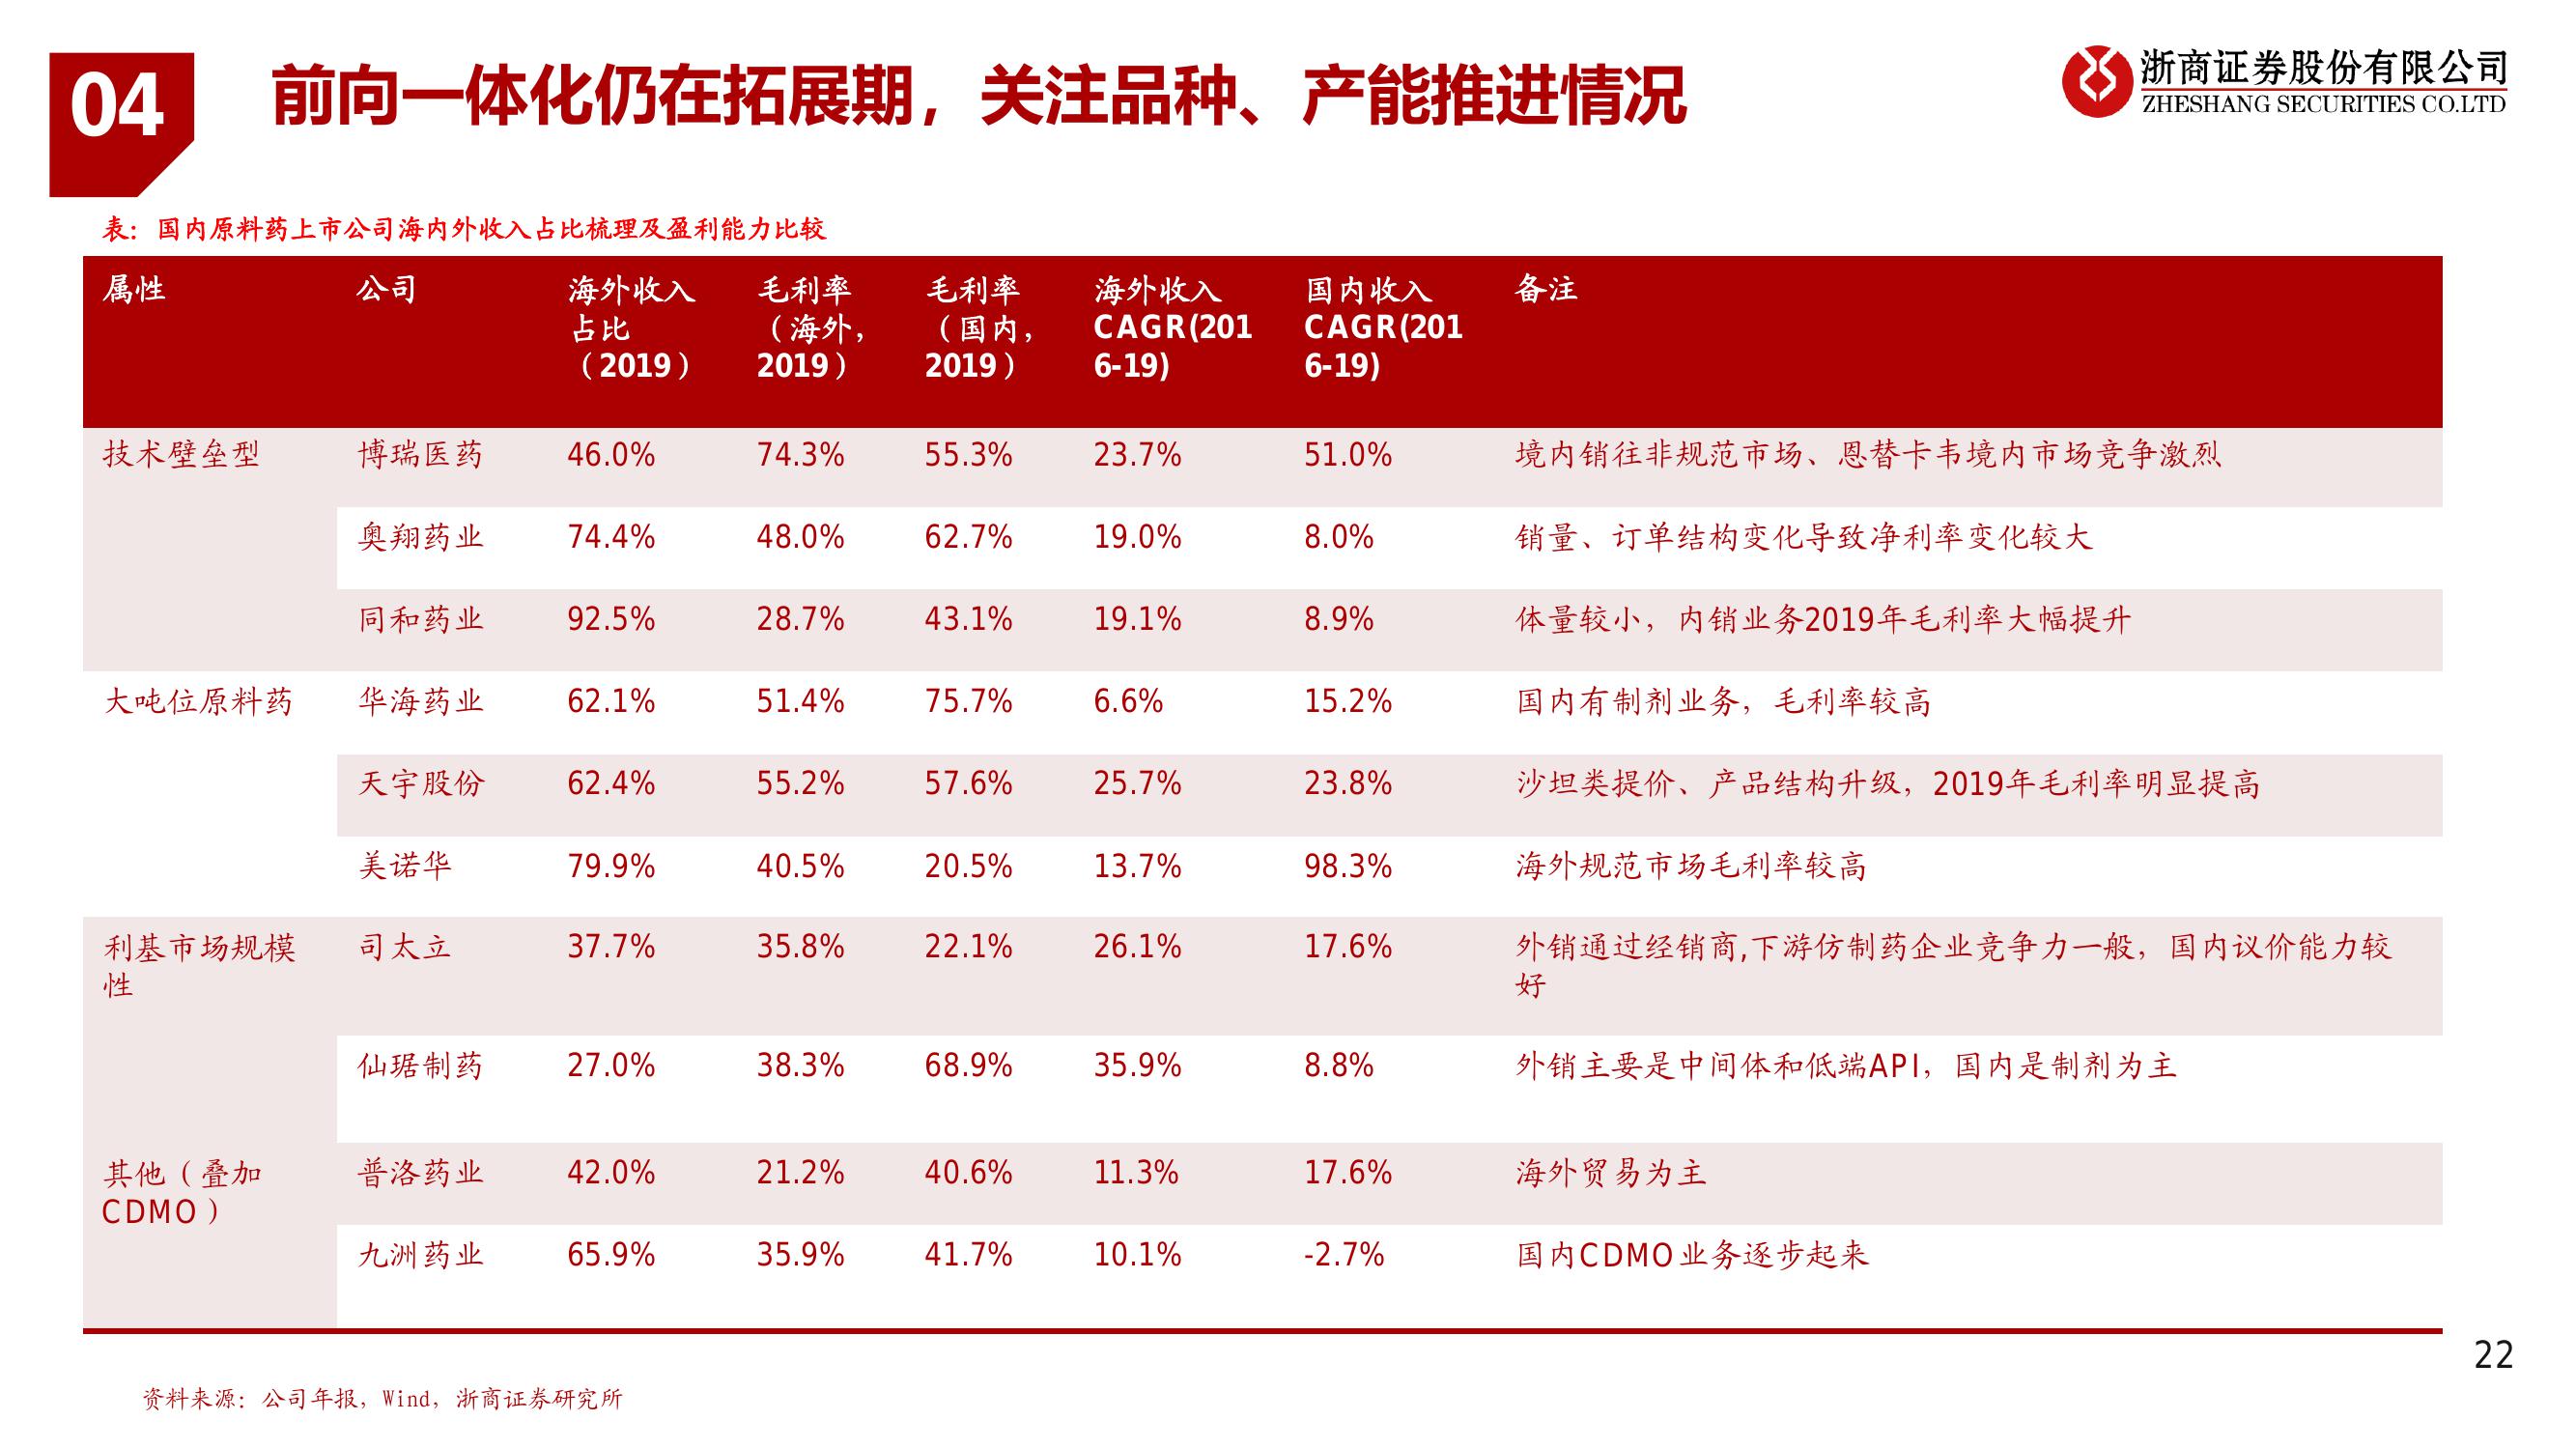 04
前向一体化仍在拓展期，关注品种、产能推进情况
浙商证券股份有限公司
ZHESHANG SECURITIES CO.LTD
表：国内原料药上市公司海内外收入占比梳理及盈利能力比较
属性 公司 海外收入 毛利率 毛利率 海外收入 国内收入 备注
占比 （海外， （国内， CAGR(201 CAGR(201
（2019） 2019） 2019） 6-19) 6-19)
技术壁垒型 博瑞医药 46.0% 74.3% 55.3% 23.7% 51.0% 境内销往非规范市场、恩替卡韦境内市场竞争激烈
奥翔药业 74.4% 48.0% 62.7% 19.0% 8.0% 销量、订单结构变化导致净利率变化较大
同和药业 92.5% 28.7% 43.1% 19.1% 8.9% 体量较小，内销业务2019年毛利率大幅提升
大吨位原料药 华海药业 62.1% 51.4% 75.7% 6.6% 15.2% 国内有制剂业务，毛利率较高
天宇股份 62.4% 55.2% 57.6% 25.7% 23.8% 沙坦类提价、产品结构升级，2019年毛利率明显提高
美诺华 79.9% 40.5% 20.5% 13.7% 98.3% 海外规范市场毛利率较高
利基市场规模 司太立 37.7% 35.8% 22.1% 26.1% 17.6% 外销通过经销商,下游仿制药企业竞争力一般，国内议价能力较
性 好
仙琚制药 27.0% 38.3% 68.9% 35.9% 8.8% 外销主要是中间体和低端API，国内是制剂为主
其他（叠加 普洛药业 42.0% 21.2% 40.6% 11.3% 17.6% 海外贸易为主
CDMO）
九洲药业 65.9% 35.9% 41.7% 10.1% -2.7% 国内CDMO业务逐步起来
22
资料来源：公司年报，Wind，浙商证券研究所